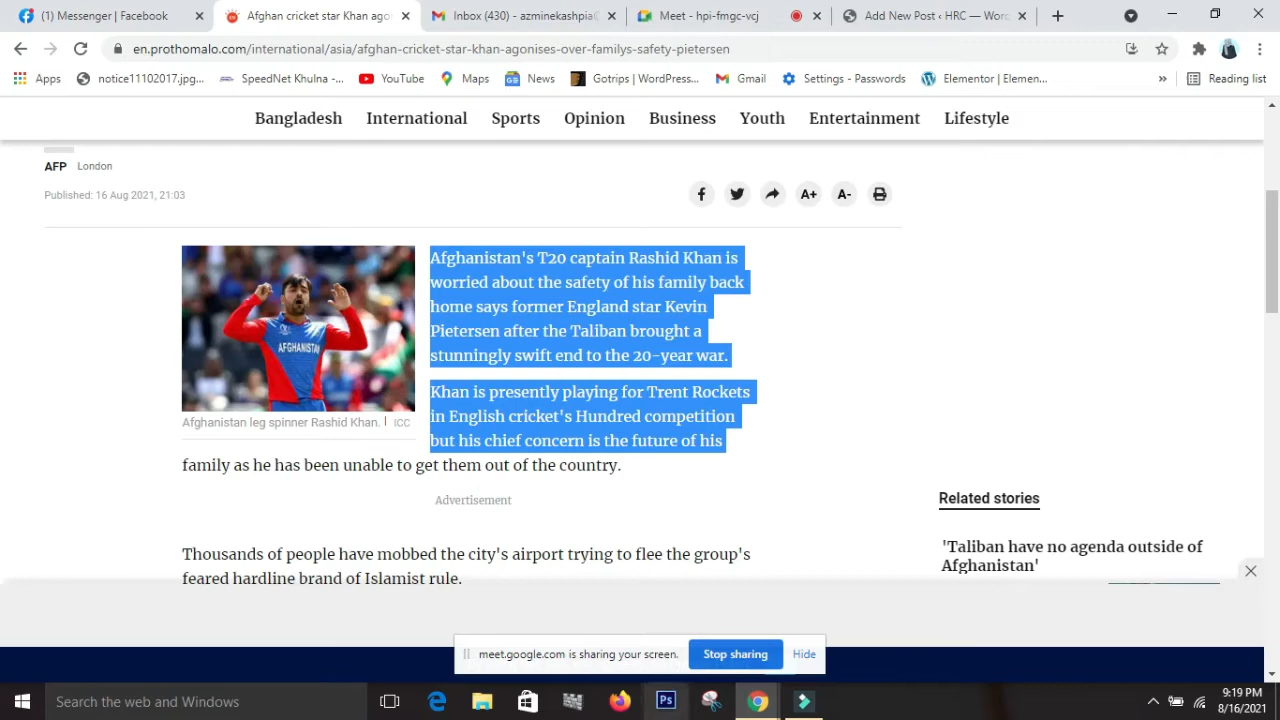 (1) Messenger | Facebook
Afghan cricket star Khan ago
Inbox (430) - azminekashpia@
Meet - hpi-fmgc-vcj
Add New Post ‹ HRC — Worc
en.prothomalo.com/international/asia/afghan-cricket-star-khan-agonises-over-familys-safety-pietersen
Apps
notice11102017.jpg...
SpeedNet Khulna -...
YouTube
Maps
News
Gotrips | WordPress...
Gmail
Settings - Passwords
Elementor | Elemen...
»
Reading list
Bangladesh
International
Sports
Opinion
Business
Youth
Entertainment
Lifestyle
AFP London
Published: 16 Aug 2021, 21:03
A+
A-
AFGHANISTAN
Afghanistan leg spinner Rashid Khan. | ICC
Afghanistan's T20 captain Rashid Khan is
worried about the safety of his family back
home says former England star Kevin
Pietersen after the Taliban brought a
stunningly swift end to the 20-year war.
Khan is presently playing for Trent Rockets
in English cricket's Hundred competition
but his chief concern is the future of his
family as he has been unable to get them out of the country.
Advertisement
Thousands of people have mobbed the city's airport trying to flee the group's
feared hardline brand of Islamist rule.
Related stories
'Taliban have no agenda outside of
Afghanistan'
meet.google.com is sharing your screen.
Stop sharing
Hide
Search the web and Windows
Ps
9:19 PM
8/16/2021